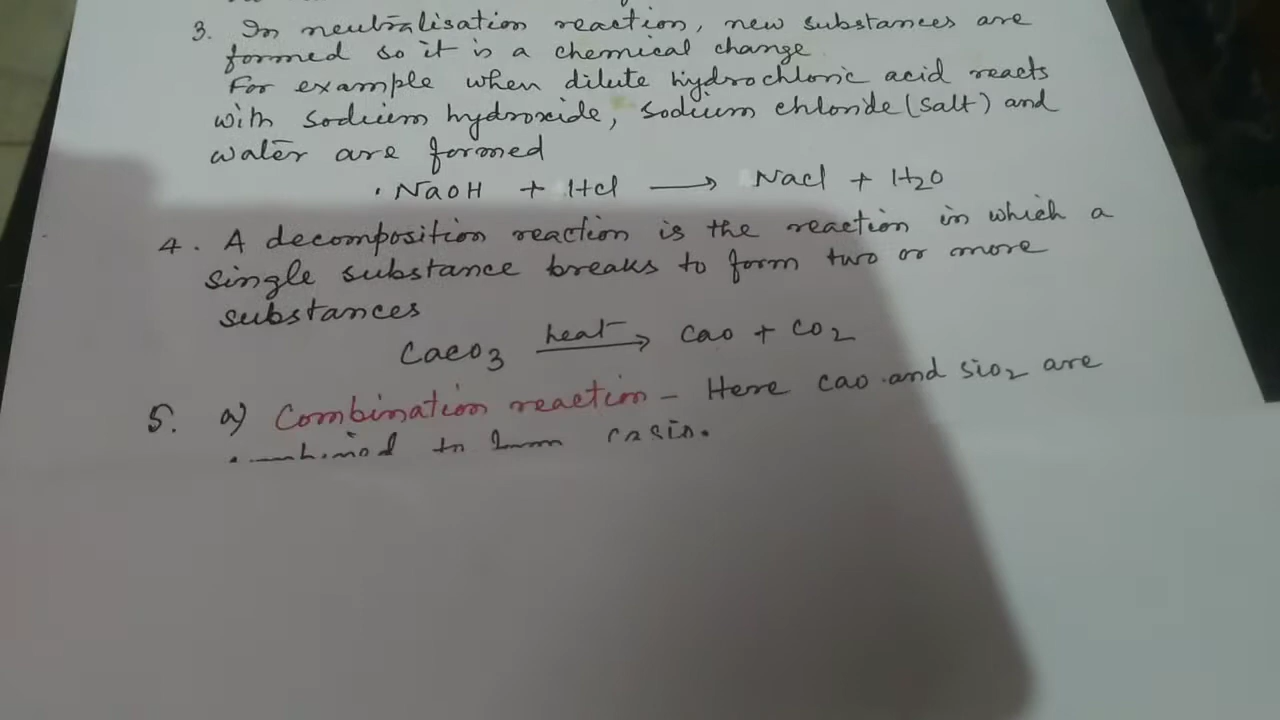 3. In neutralisation reaction, new substances are
formed so it is a chemical change
For example when dilute hydrochloric acid reacts
with sodium hydroxide, sodium chloride (salt) and
water are formed
NaOH + HCl ⟶ NaCl + H₂O
4. A decomposition reaction is the reaction in which a
single substance breaks to form two or more
substances
CaCO₃ heat⟶ CaO + CO₂
5. a) Combination reaction - Here CaO and SiO₂ are
to